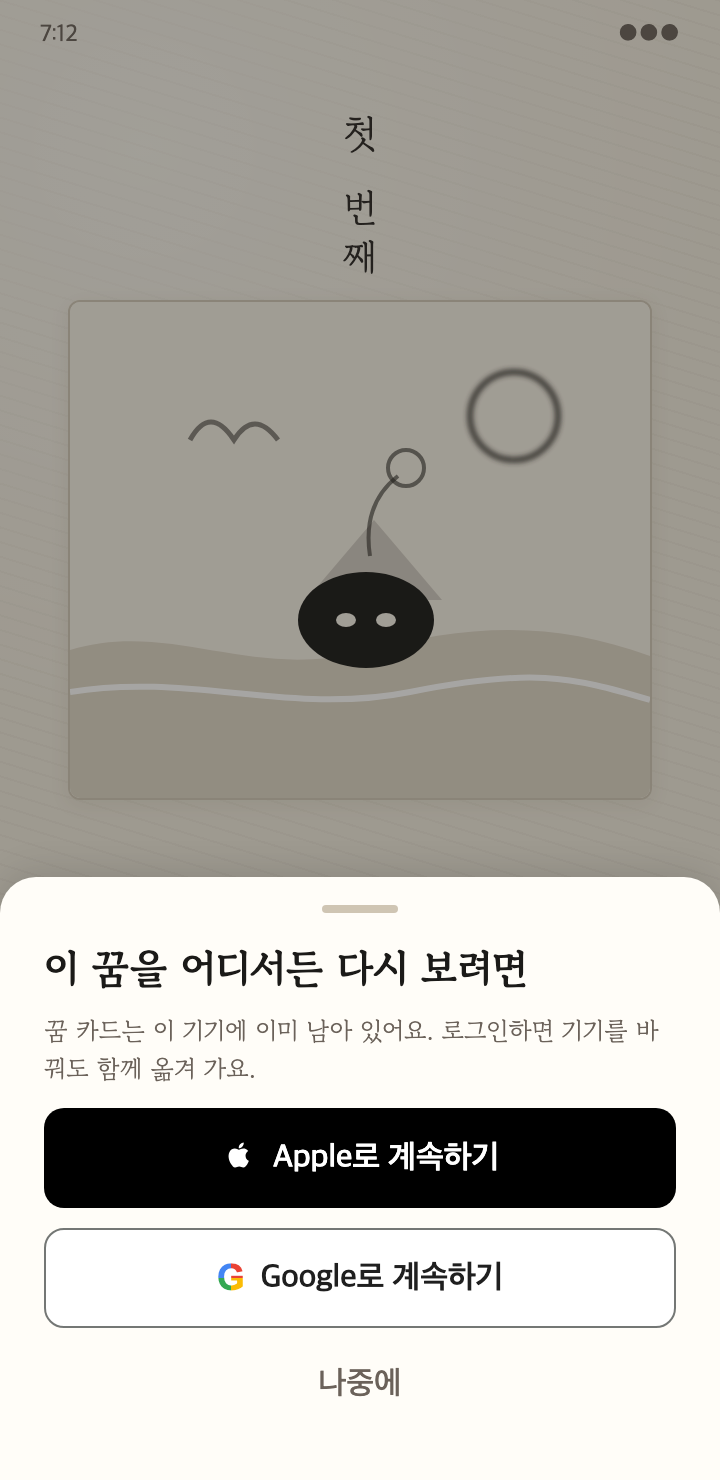 7:12
첫
번
째
이 꿈을 어디서든 다시 보려면
꿈 카드는 이 기기에 이미 남아 있어요. 로그인하면 기기를 바
꿔도 함께 옮겨 가요.
Apple로 계속하기
Google로 계속하기
나중에